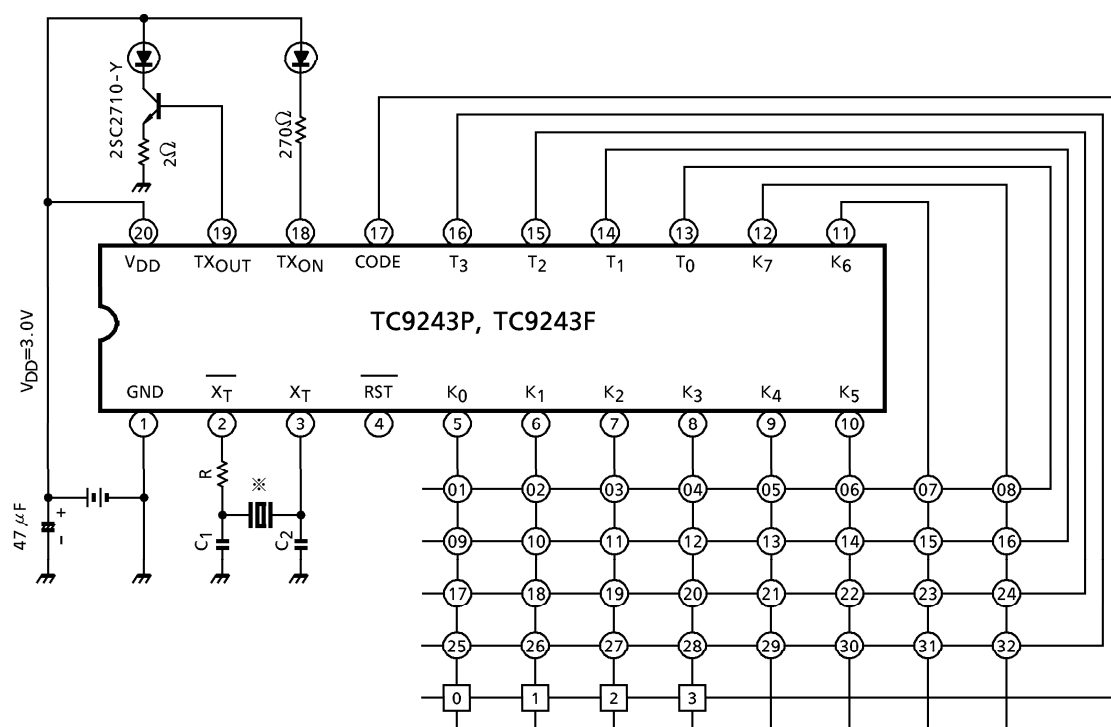 2SC2710-Y
2Ω
270Ω
20 19 18 17 16 15 14 13 12 11
VDD TXOUT TXON CODE T3 T2 T1 T0 K7 K6
TC9243P, TC9243F
VDD=3.0V
GND X̅T̅ XT R̅S̅T̅ K0 K1 K2 K3 K4 K5
1 2 3 4 5 6 7 8 9 10
R
※
47μF
+
-
C1
C2
01 02 03 04 05 06 07 08
09 10 11 12 13 14 15 16
17 18 19 20 21 22 23 24
25 26 27 28 29 30 31 32
0 1 2 3